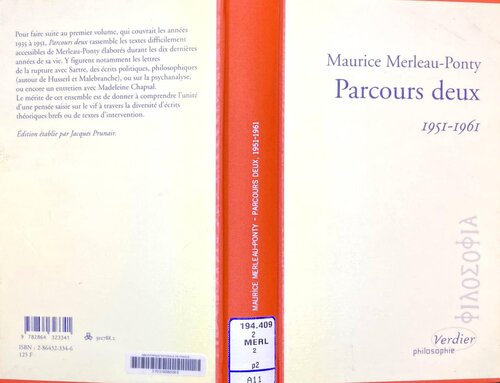 Pour faire suite au premier volume, qui couvrait les années
1935 à 1951, Parcours deux rassemble les textes difficilement
accessibles de Merleau-Ponty élaborés durant les dix dernières
années de sa vie. Y figurent notamment les lettres
de la rupture avec Sartre, des écrits politiques, philosophiques
(autour de Husserl et Malebranche), ou sur la psychanalyse,
ou encore un entretien avec Madeleine Chapsal.
Le mérite de cet ensemble est de donner à comprendre l'unité
d'une pensée saisie sur le vif à travers la diversité d'écrits
théoriques brefs ou de textes d'intervention.
Edition établie par Jacques Prunair.
9 782864 323341
ISBN : 2-86432-334-6
125 F
MAURICE MERLEAU-PONTY - PARCOURS DEUX, 1951-1961
194.409
2
MERL
2
p2
A11
Maurice Merleau-Ponty
Parcours deux
1951-1961
ΦΙΛΟΣΟΦΙΑ
Verdier
philosophie